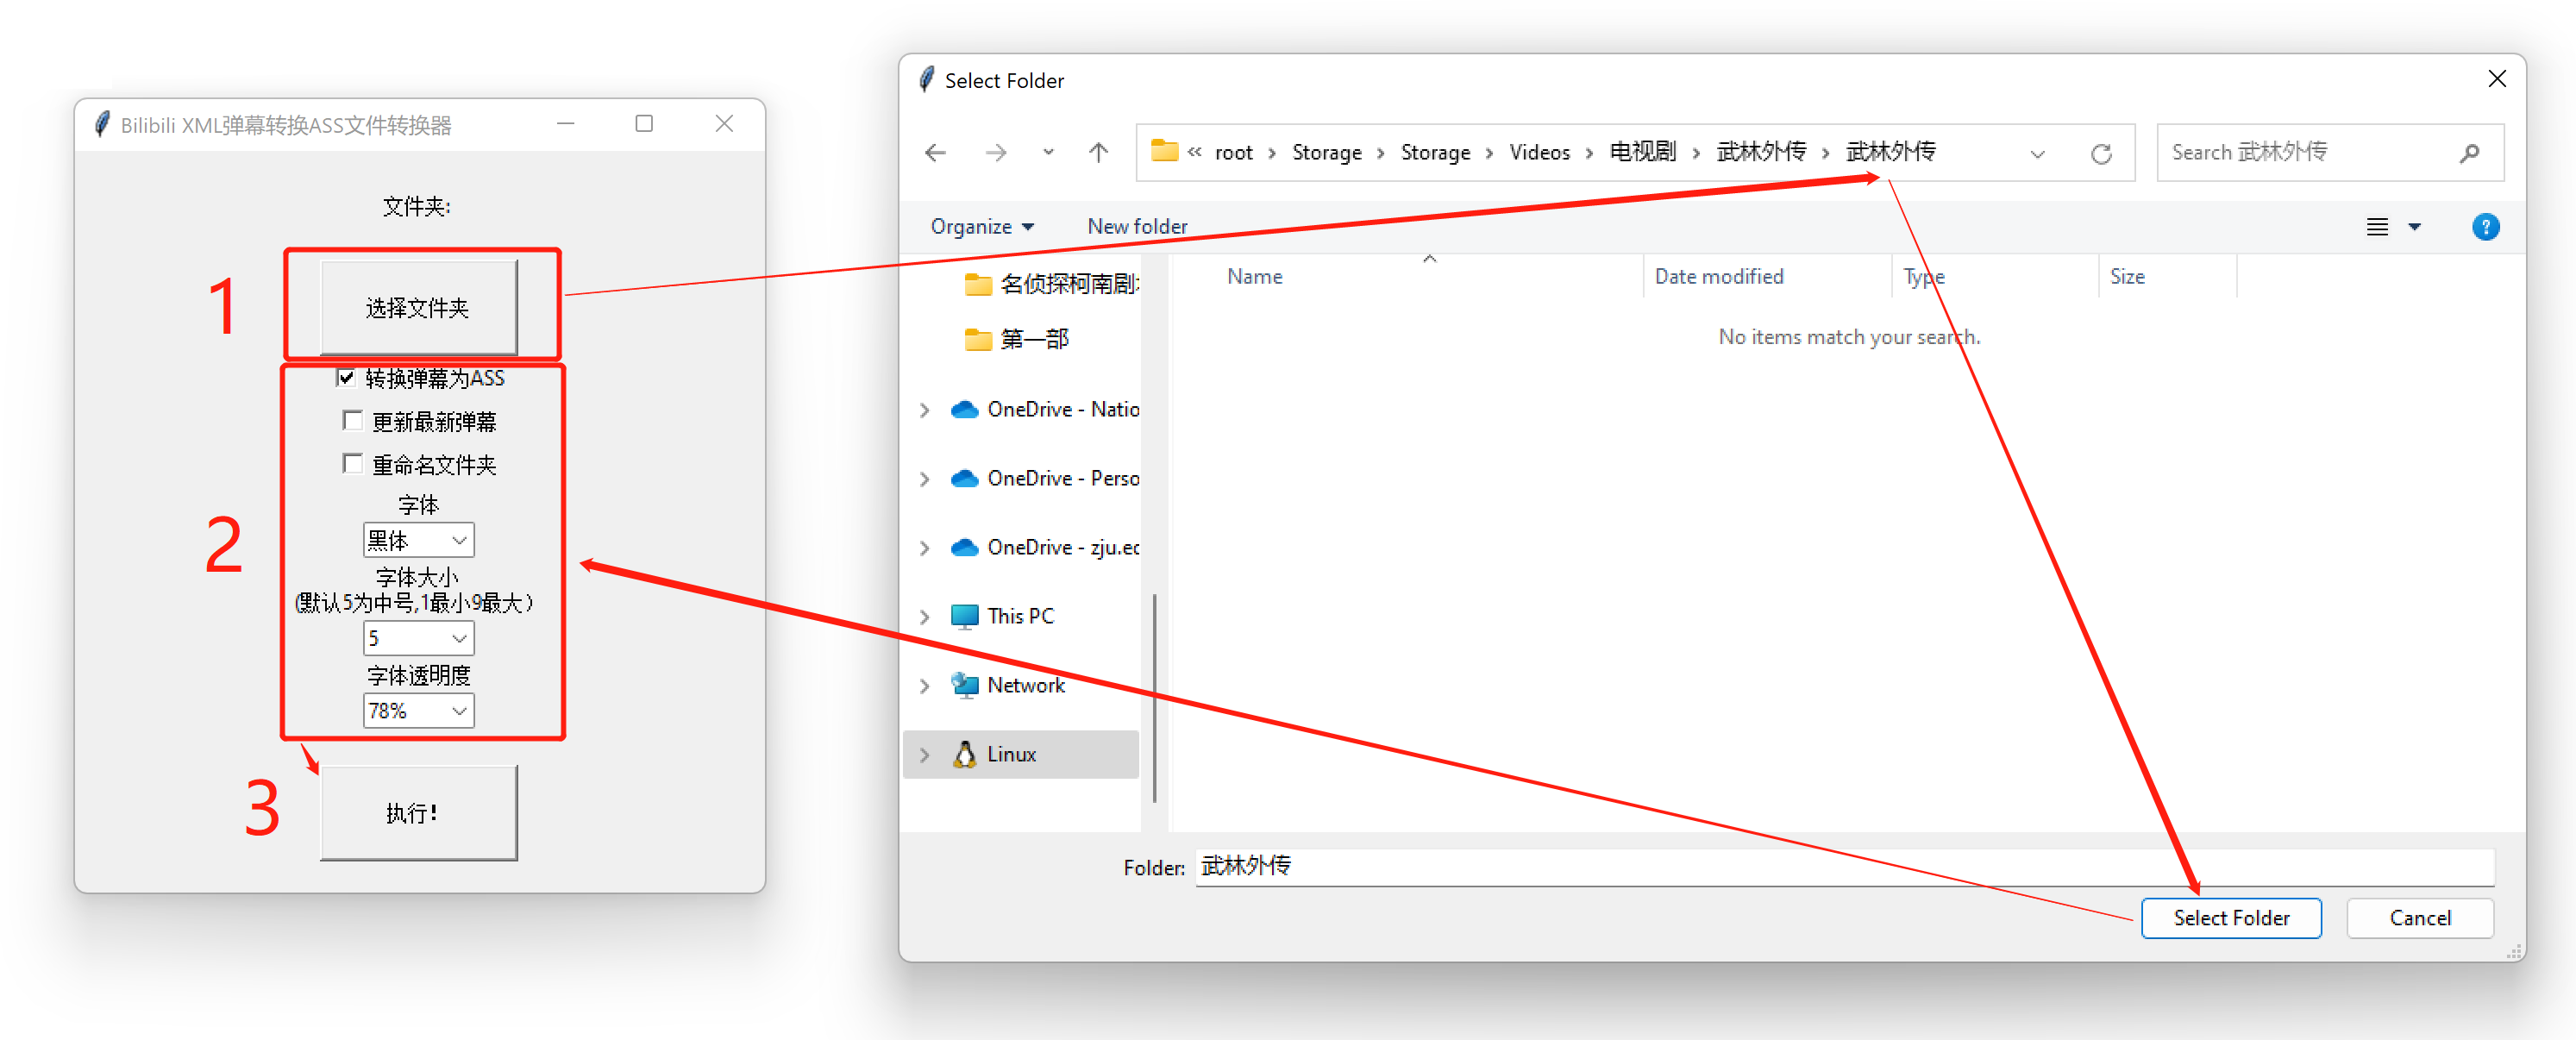 Bilibili XML弹幕转换ASS文件转换器
文件夹:
1
选择文件夹
2
转换弹幕为ASS
更新最新弹幕
重命名文件夹
字体
黑体
字体大小
(默认5为中号,1最小9最大）
5
字体透明度
78%
3
执行！
Select Folder
« root › Storage › Storage › Videos › 电视剧 › 武林外传 › 武林外传
Search 武林外传
Organize
New folder
Name
Date modified
Type
Size
名侦探柯南剧
第一部
No items match your search.
OneDrive - Natio
OneDrive - Perso
OneDrive - zju.ec
This PC
Network
Linux
Folder: 武林外传
Select Folder
Cancel